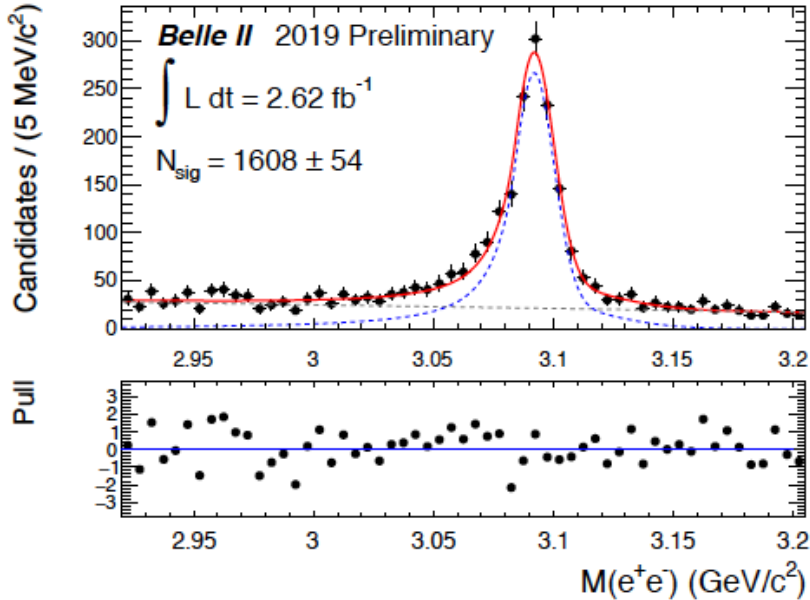 Belle II 2019 Preliminary
∫ L dt = 2.62 fb⁻¹
N_sig = 1608 ± 54
Candidates / (5 MeV/c²)
300
250
200
150
100
50
0
2.95 3 3.05 3.1 3.15 3.2
Pull
3
2
1
0
−1
−2
−3
2.95 3 3.05 3.1 3.15 3.2
M(e⁺e⁻) (GeV/c²)